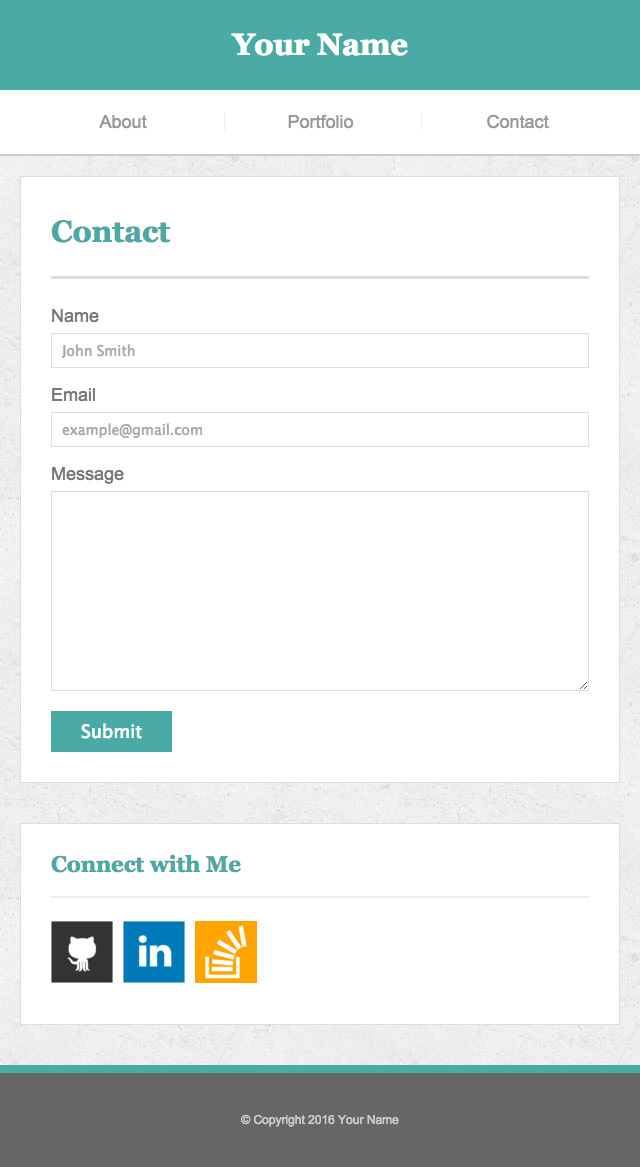 Your Name
About Portfolio Contact
Contact
Name
John Smith
Email
example@gmail.com
Message
Submit
Connect with Me
in
© Copyright 2016 Your Name